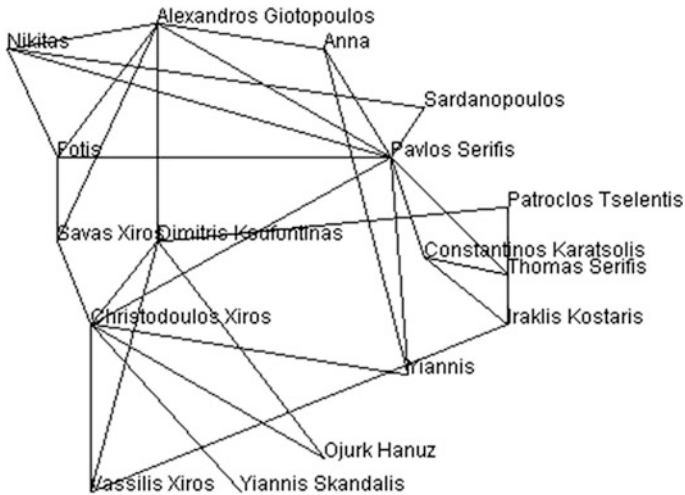 Alexandros Giotopoulos
Nikitas
Anna
Sardanopoulos
Fotis
Pavlos Serifis
Patroclos Tselentis
Savas Xiros
Dimitris Koufontinas
Constantinos Karatsolis
Thomas Serifis
Christodoulos Xiros
Iraklis Kostaris
Yiannis
Ojurk Hanuz
Vassilis Xiros
Yiannis Skandalis